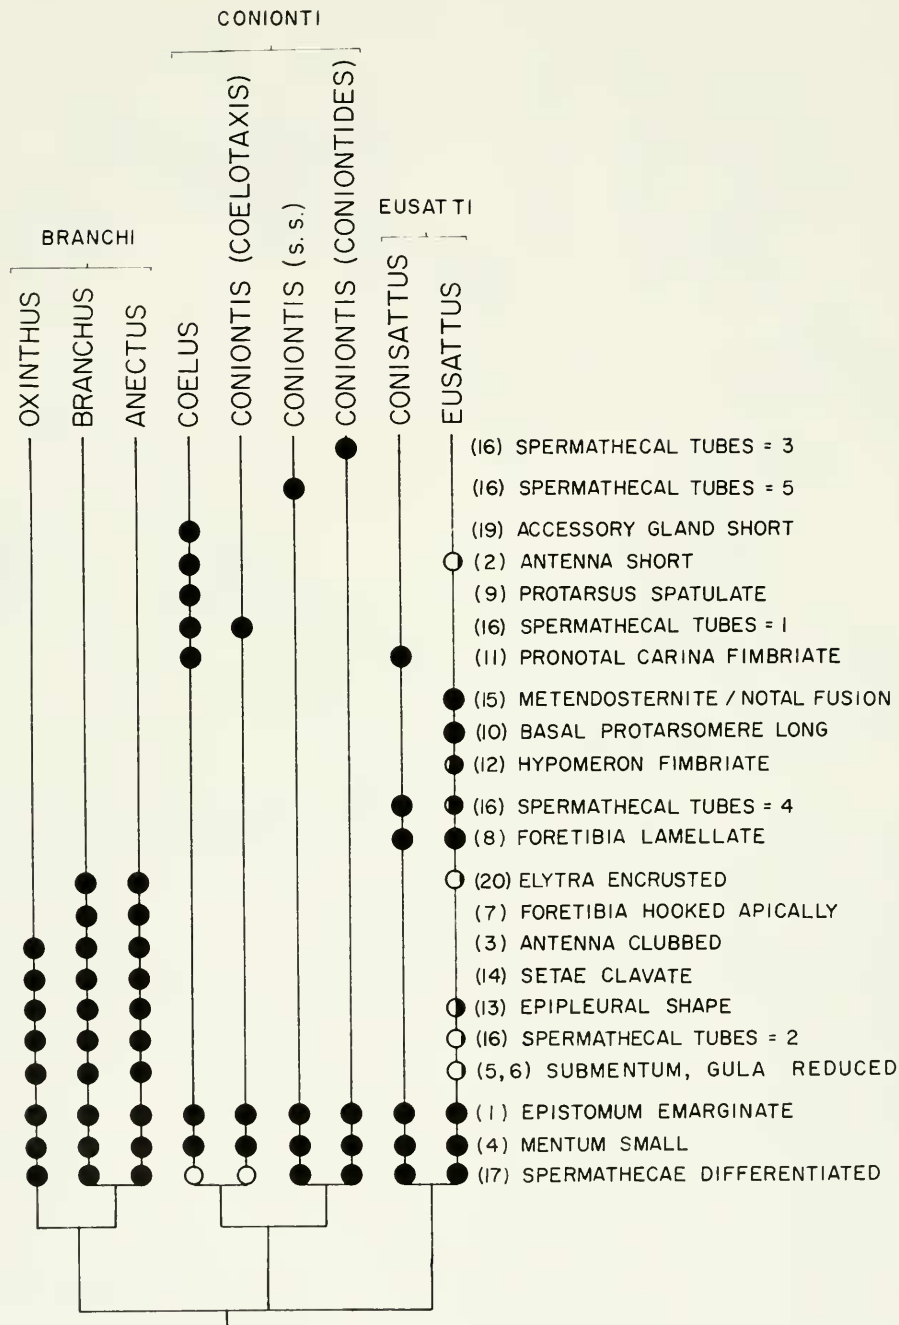 CONIONTI
BRANCHI
EUSATTI
OXINTHUS
BRANCHUS
ANECTUS
COELUS
CONIONTIS (COELOTAXIS)
CONIONTIS (s. s.)
CONIONTIS (CONIONTIDES)
CONISATTUS
EUSATTUS
(16) SPERMATHECAL TUBES = 3
(16) SPERMATHECAL TUBES = 5
(19) ACCESSORY GLAND SHORT
(2) ANTENNA SHORT
(9) PROTARSUS SPATULATE
(16) SPERMATHECAL TUBES = 1
(11) PRONOTAL CARINA FIMBRIATE
(15) METENDOSTERNITE / NOTAL FUSION
(10) BASAL PROTARSOMERE LONG
(12) HYPOMERON FIMBRIATE
(16) SPERMATHECAL TUBES = 4
(8) FORETIBIA LAMELLATE
(20) ELYTRA ENCRUSTED
(7) FORETIBIA HOOKED APICALLY
(3) ANTENNA CLUBBED
(14) SETAE CLAVATE
(13) EPIPLEURAL SHAPE
(16) SPERMATHECAL TUBES = 2
(5,6) SUBMENTUM, GULA REDUCED
(1) EPISTOMUM EMARGINATE
(4) MENTUM SMALL
(17) SPERMATHECAE DIFFERENTIATED